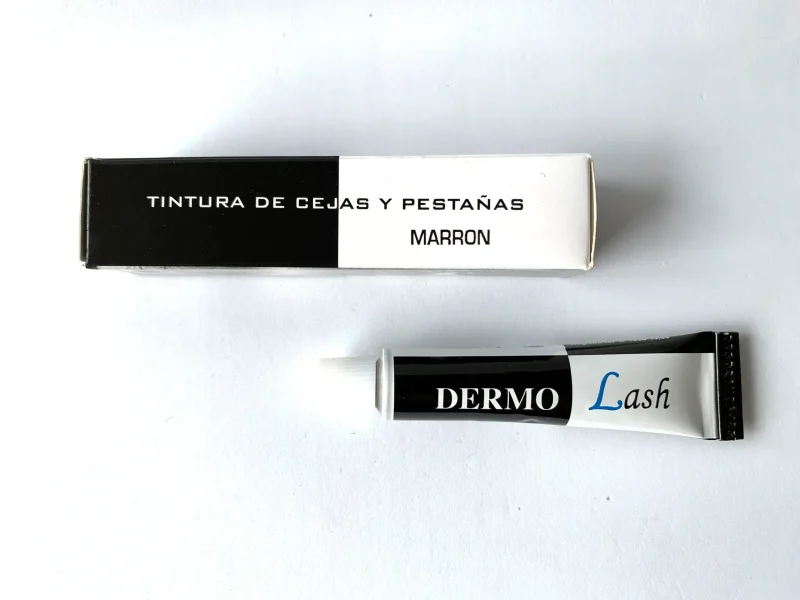 TINTURA DE CEJAS Y PESTAÑAS
MARRON
DERMO Lash